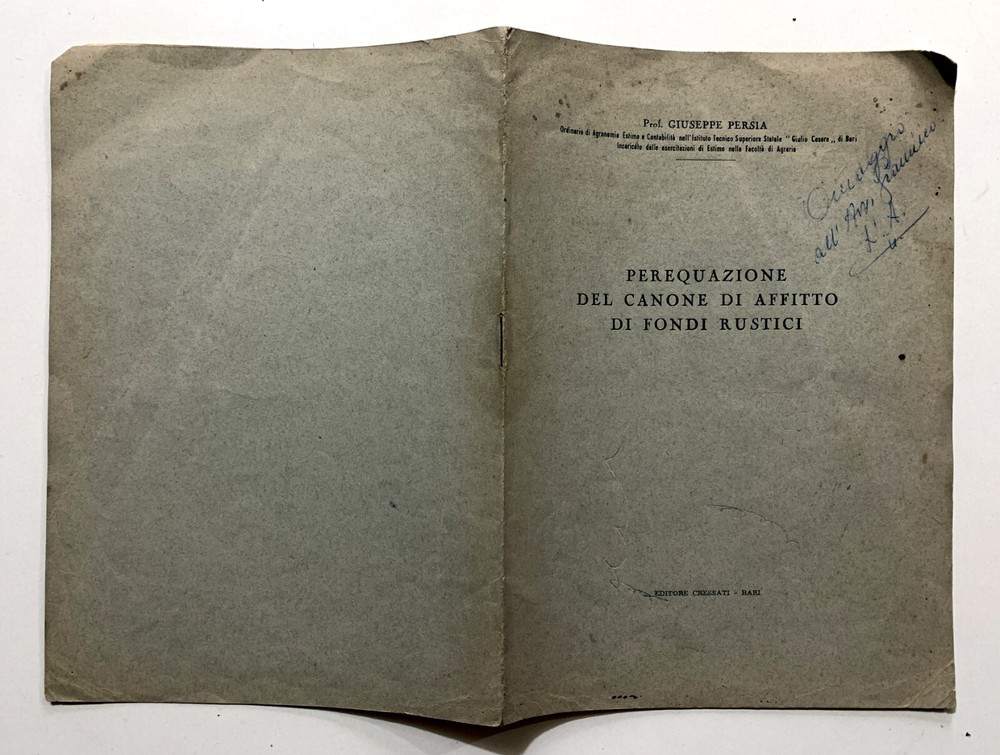 Prof. GIUSEPPE PERSIA
Ordinario di Agronomia Estimo e Contabilità nell'Istituto Tecnico Superiore Statale " Giulio Cesare „ di Bari
Incaricato delle esercitazioni di Estimo nella Facoltà di Agraria
Omaggio
all' Avv.
L'A.
PEREQUAZIONE
DEL CANONE DI AFFITTO
DI FONDI RUSTICI
EDITORE CRESSATI - BARI